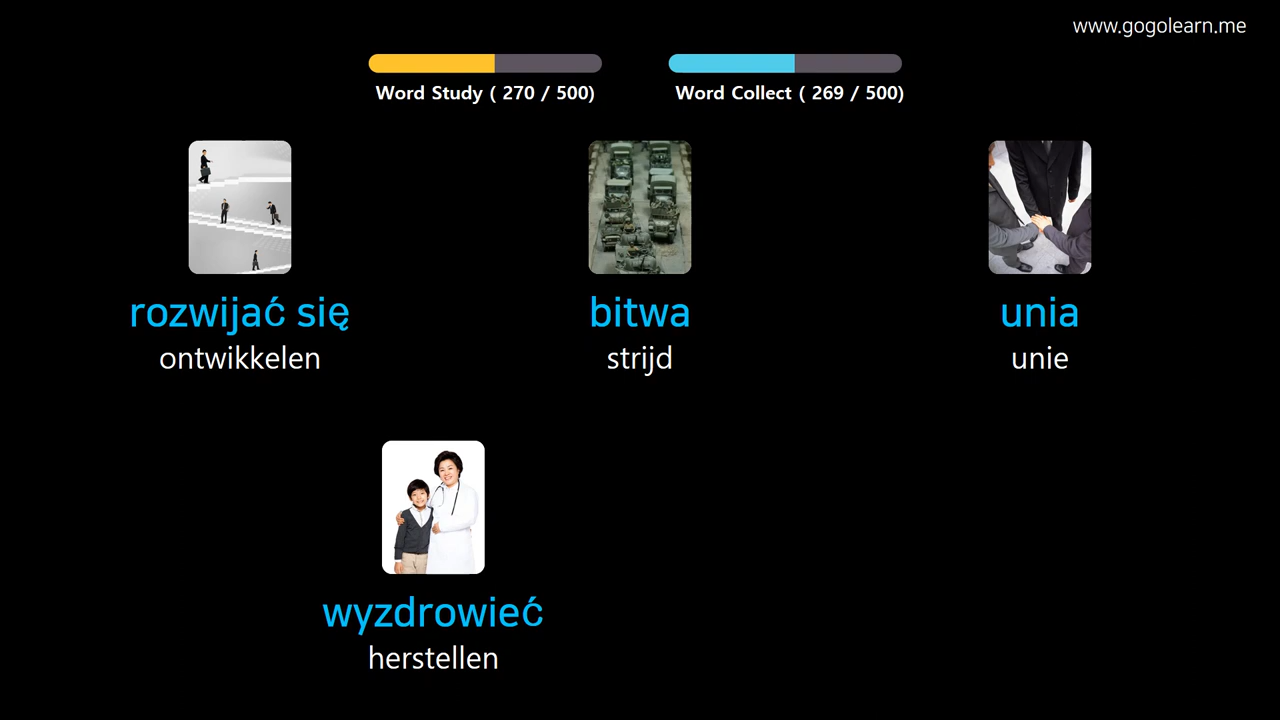 www.gogolearn.me
Word Study ( 270 / 500)
Word Collect ( 269 / 500)
rozwijać się
ontwikkelen
bitwa
strijd
unia
unie
wyzdrowieć
herstellen